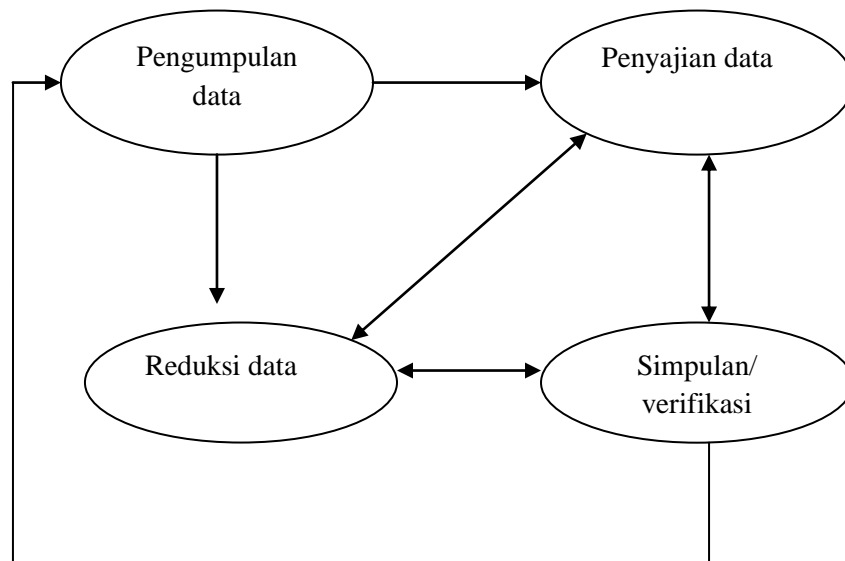 Pengumpulan
data
Penyajian data
Reduksi data
Simpulan/
verifikasi